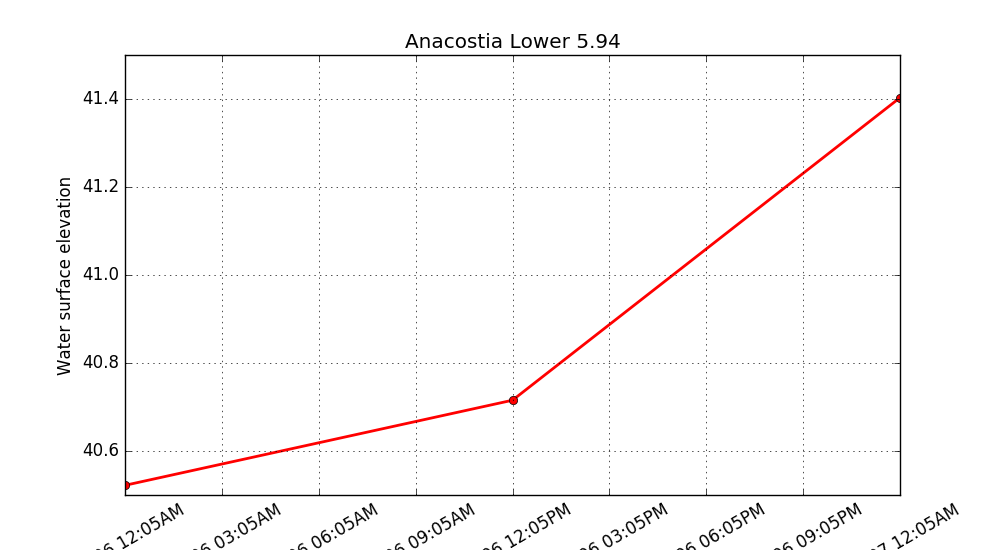 Anacostia Lower 5.94
Water surface elevation
41.4
41.2
41.0
40.8
40.6
06 12:05AM
06 03:05AM
06 06:05AM
06 09:05AM
06 12:05PM
06 03:05PM
06 06:05PM
06 09:05PM
07 12:05AM